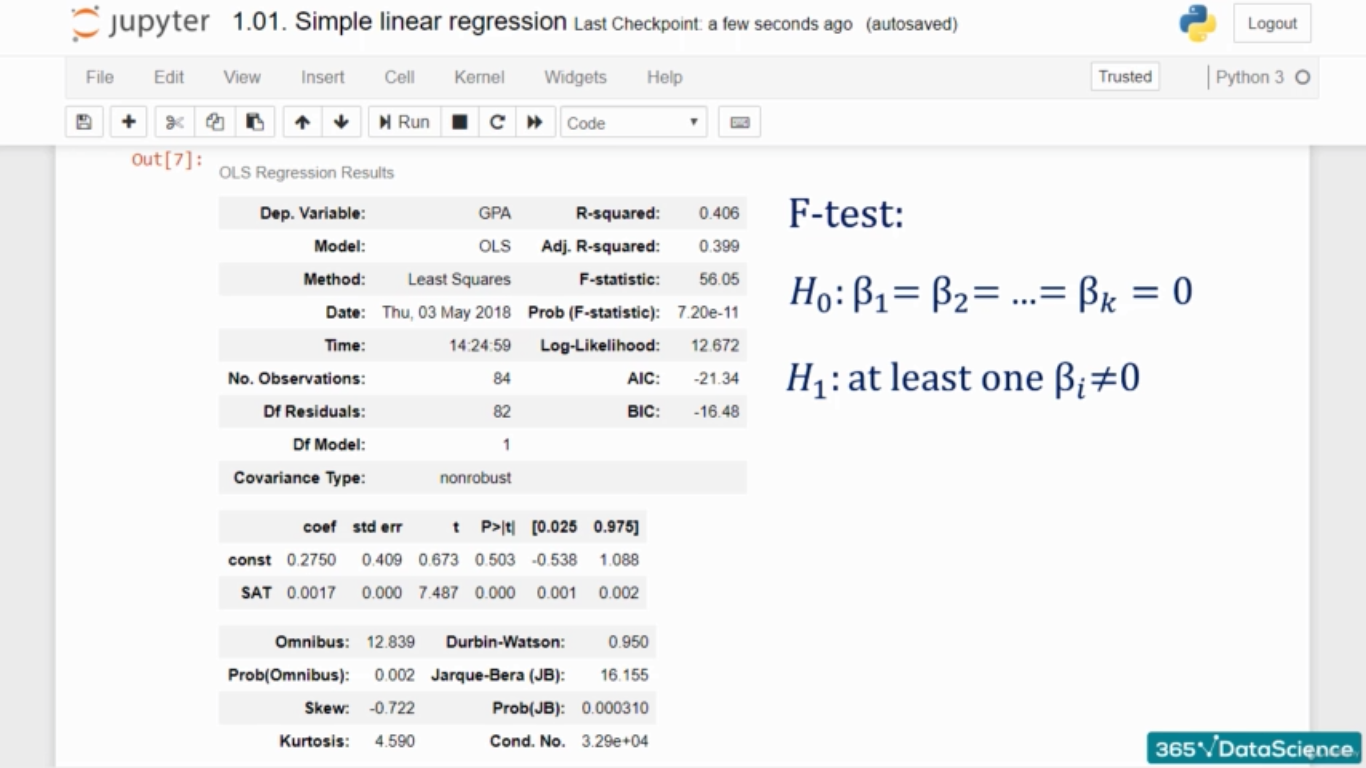 jupyter 1.01. Simple linear regression Last Checkpoint: a few seconds ago (autosaved) Logout
File Edit View Insert Cell Kernel Widgets Help Trusted Python 3
Run Code
Out[7]:
OLS Regression Results
Dep. Variable: GPA R-squared: 0.406
Model: OLS Adj. R-squared: 0.399
Method: Least Squares F-statistic: 56.05
Date: Thu, 03 May 2018 Prob (F-statistic): 7.20e-11
Time: 14:24:59 Log-Likelihood: 12.672
No. Observations: 84 AIC: -21.34
Df Residuals: 82 BIC: -16.48
Df Model: 1
Covariance Type: nonrobust
coef std err t P>|t| [0.025 0.975]
const 0.2750 0.409 0.673 0.503 -0.538 1.088
SAT 0.0017 0.000 7.487 0.000 0.001 0.002
Omnibus: 12.839 Durbin-Watson: 0.950
Prob(Omnibus): 0.002 Jarque-Bera (JB): 16.155
Skew: -0.722 Prob(JB): 0.000310
Kurtosis: 4.590 Cond. No. 3.29e+04
F-test:
H₀: β₁= β₂= ...= βₖ = 0
H₁: at least one βᵢ≠0
365 DataScience